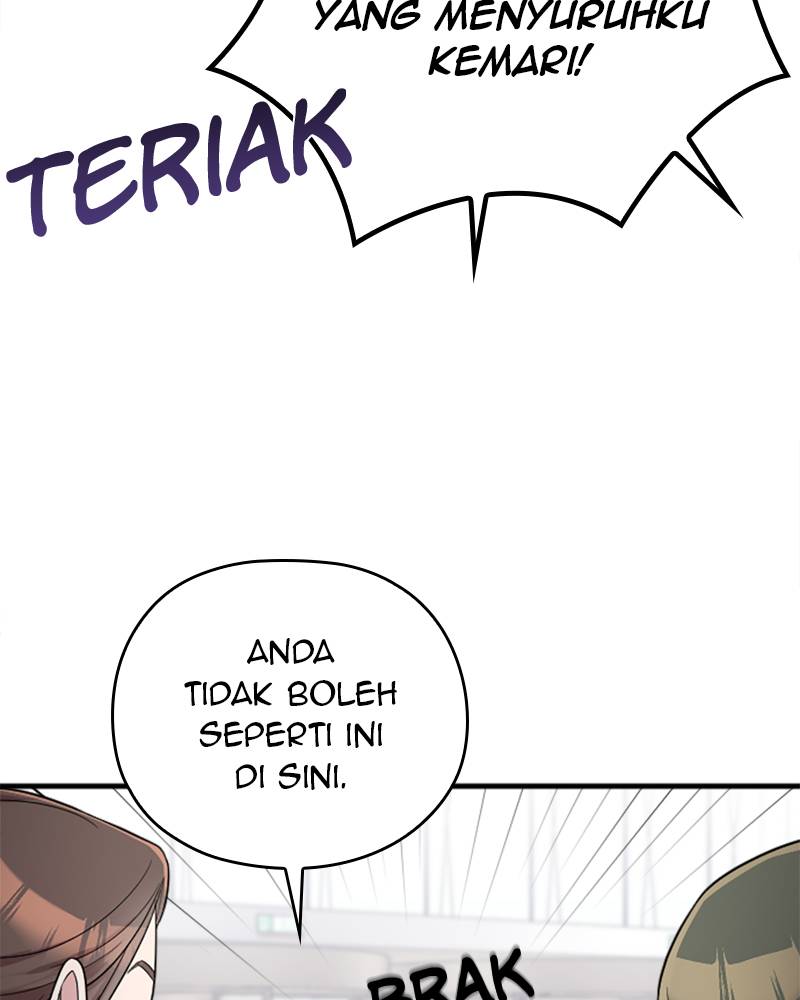 YANG MENYURUHKU
KEMARI!
TERIAK
ANDA
TIDAK BOLEH
SEPERTI INI
DI SINI.
BRAK